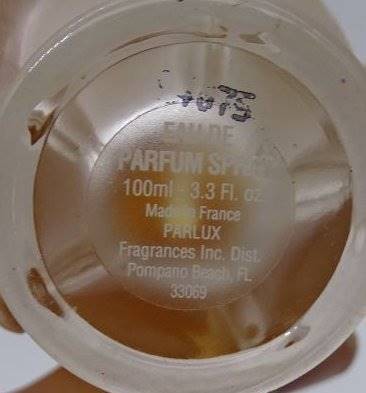 EAU DE
PARFUM SPRAY
100ml - 3.3 Fl. oz.
Made in France
PARLUX
Fragrances Inc. Dist.
Pompano Beach, FL
33069